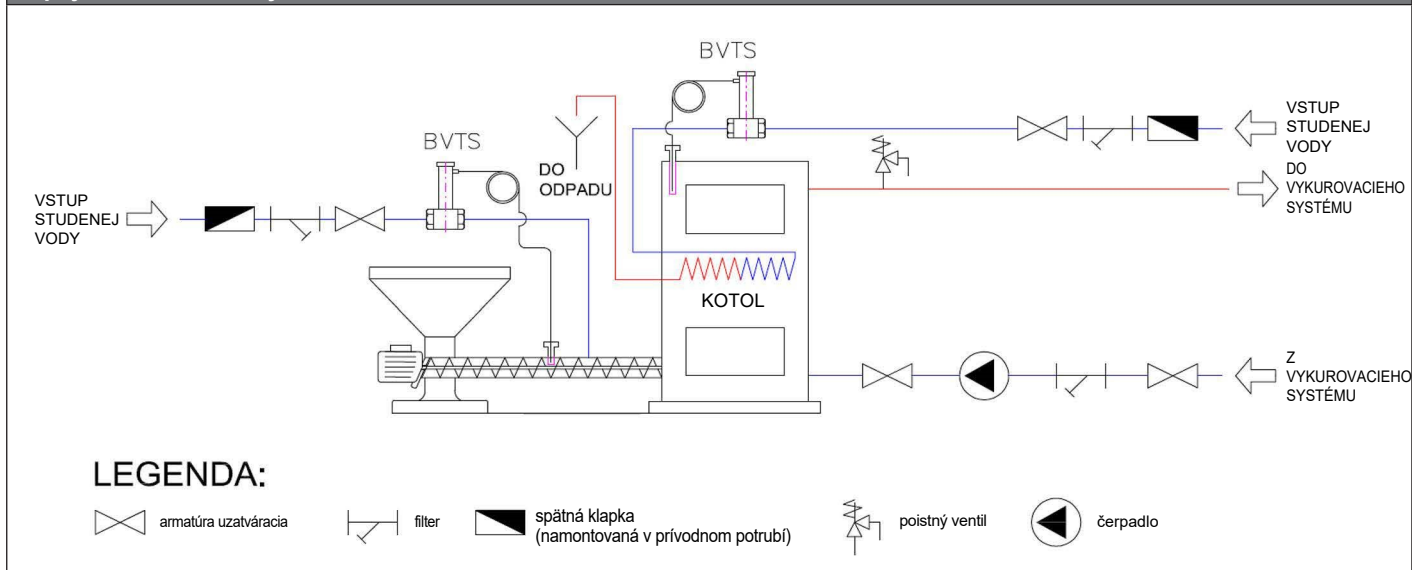 BVTS
VSTUP
STUDENEJ
VODY
BVTS
DO
ODPADU
DO
VYKUROVACIEHO
SYSTÉMU
VSTUP
STUDENEJ
VODY
KOTOL
Z
VYKUROVACIEHO
SYSTÉMU
LEGENDA:
armatúra uzatváracia
filter
spätná klapka
(namontovaná v prívodnom potrubí)
poistný ventil
čerpadlo